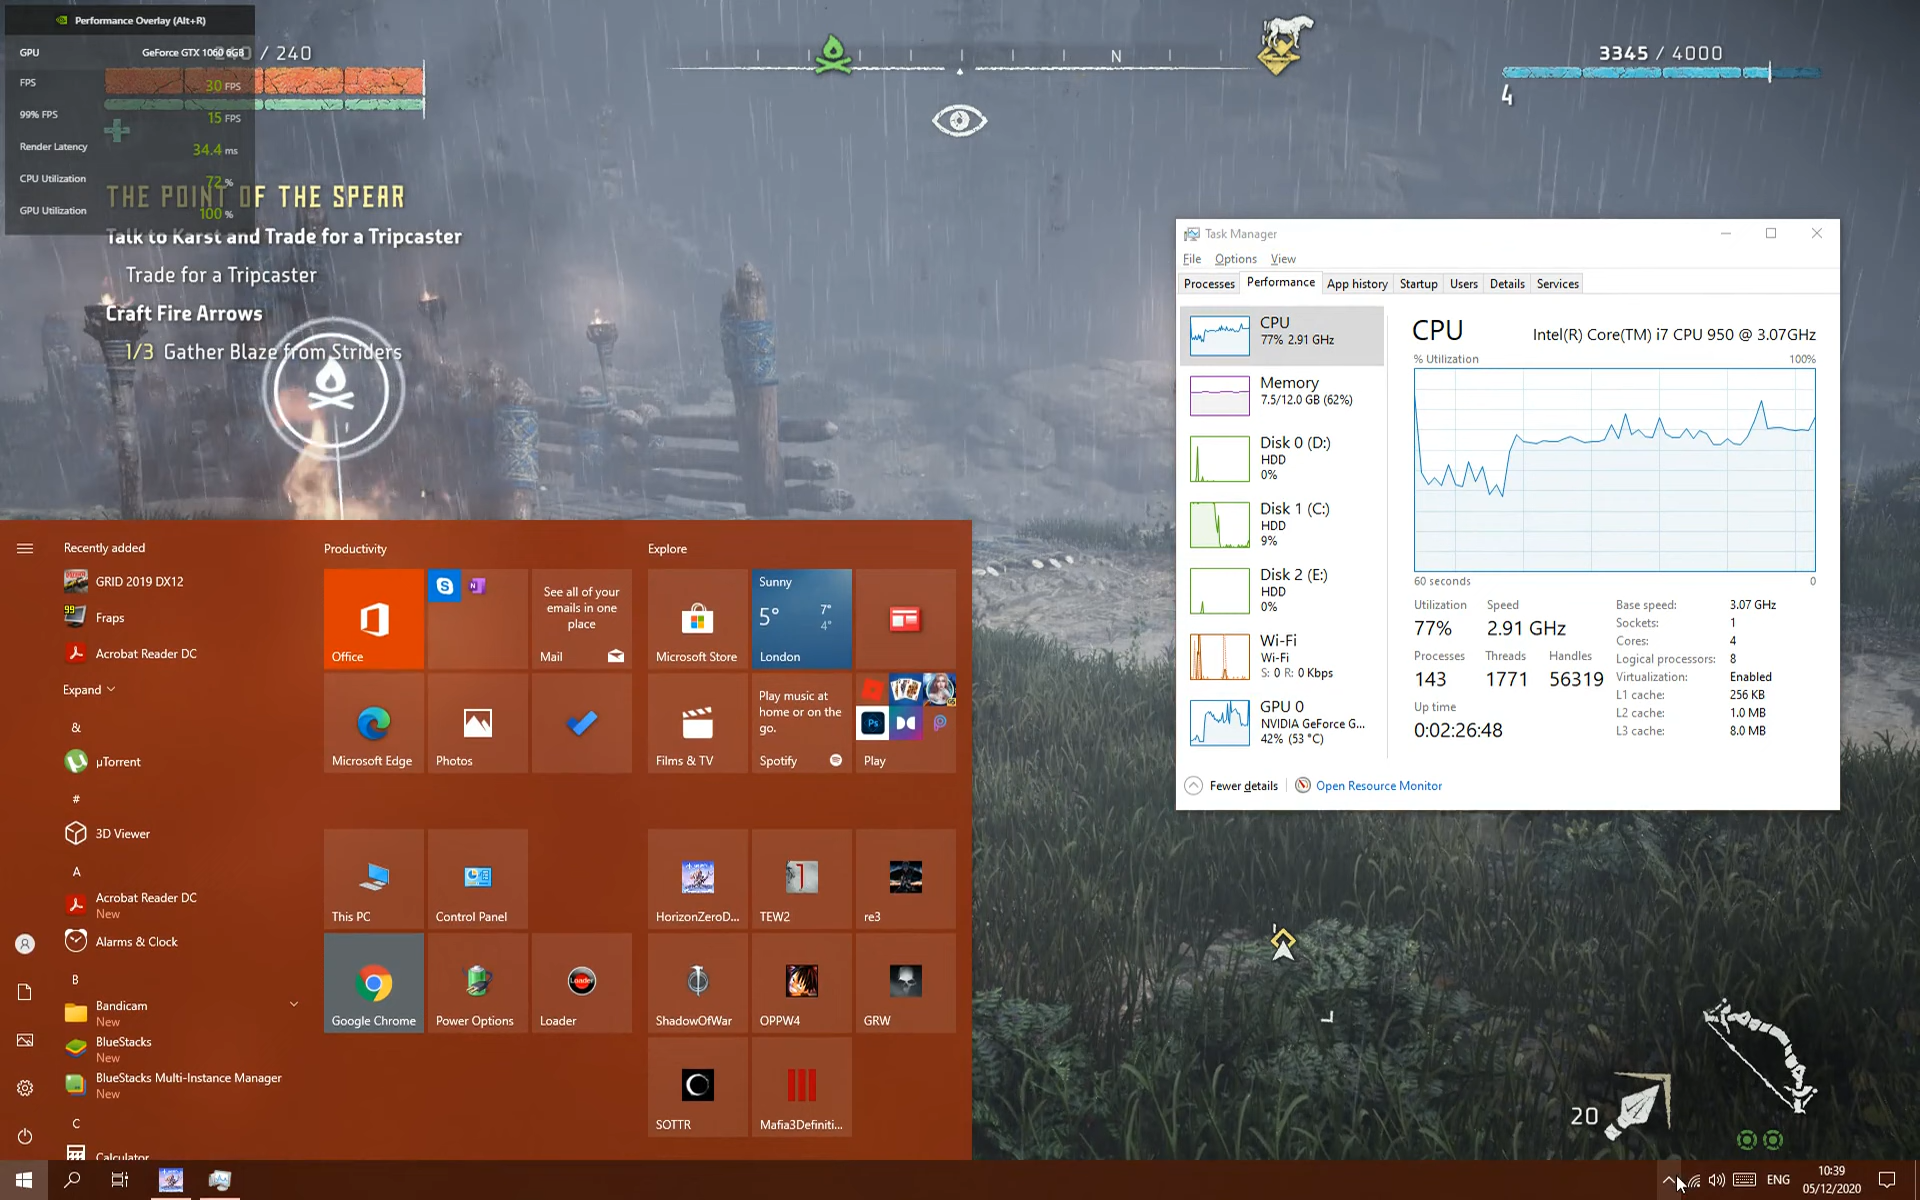 Performance Overlay (Alt+R)
GPU GeForce GTX 1060 6GB
FPS 30 FPS
99% FPS 15 FPS
Render Latency 34.4 ms
CPU Utilization 72 %
GPU Utilization 100 %
/ 240
N
3345 / 4000
4
THE POINT OF THE SPEAR
Talk to Karst and Trade for a Tripcaster
Trade for a Tripcaster
Craft Fire Arrows
1/3 Gather Blaze from Striders
Task Manager
File Options View
Processes Performance App history Startup Users Details Services
CPU
77% 2.91 GHz
Memory
7.5/12.0 GB (62%)
Disk 0 (D:)
HDD
0%
Disk 1 (C:)
HDD
9%
Disk 2 (E:)
HDD
0%
Wi-Fi
Wi-Fi
S: 0 R: 0 Kbps
GPU 0
NVIDIA GeForce G...
42% (53 °C)
CPU Intel(R) Core(TM) i7 CPU 950 @ 3.07GHz
% Utilization 100%
60 seconds 0
Utilization Speed
77% 2.91 GHz
Processes Threads Handles
143 1771 56319
Up time
0:02:26:48
Base speed: 3.07 GHz
Sockets: 1
Cores: 4
Logical processors: 8
Virtualization: Enabled
L1 cache: 256 KB
L2 cache: 1.0 MB
L3 cache: 8.0 MB
Fewer details Open Resource Monitor
Recently added
GRID 2019 DX12
99
Fraps
Acrobat Reader DC
Expand
&
µTorrent
#
3D Viewer
A
Acrobat Reader DC
New
Alarms & Clock
B
Bandicam
New
BlueStacks
New
BlueStacks Multi-Instance Manager
New
C
Calculator
Productivity
Office
See all of your
emails in one
place
Mail
Microsoft Edge
Photos
This PC
Control Panel
Google Chrome
Power Options
Loader
Loader
Explore
Microsoft Store
Sunny
5° 7°
4°
London
Films & TV
Play music at
home or on the
go.
Spotify
Ps
Play
HorizonZeroD...
TEW2
re3
ShadowOfWar
OPPW4
GRW
SOTTR
Mafia3Definiti...
20
ENG
10:39
05/12/2020